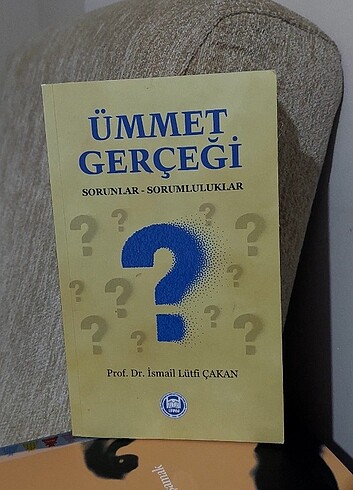 ÜMMET
GERÇEĞİ
SORUNLAR - SORUMLULUKLAR
?
Prof. Dr. İsmail Lütfi ÇAKAN